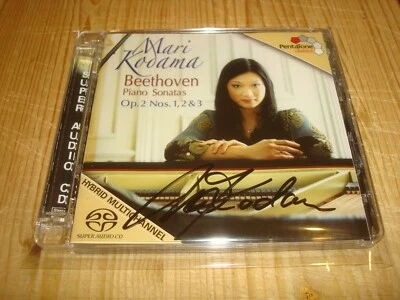 Mari
Kodama
PentaTone
classics
Beethoven
Piano Sonatas
Op. 2 Nos. 1, 2 & 3
SUPER AUDIO CD
HYBRID MULTICHANNEL
SUPER AUDIO CD